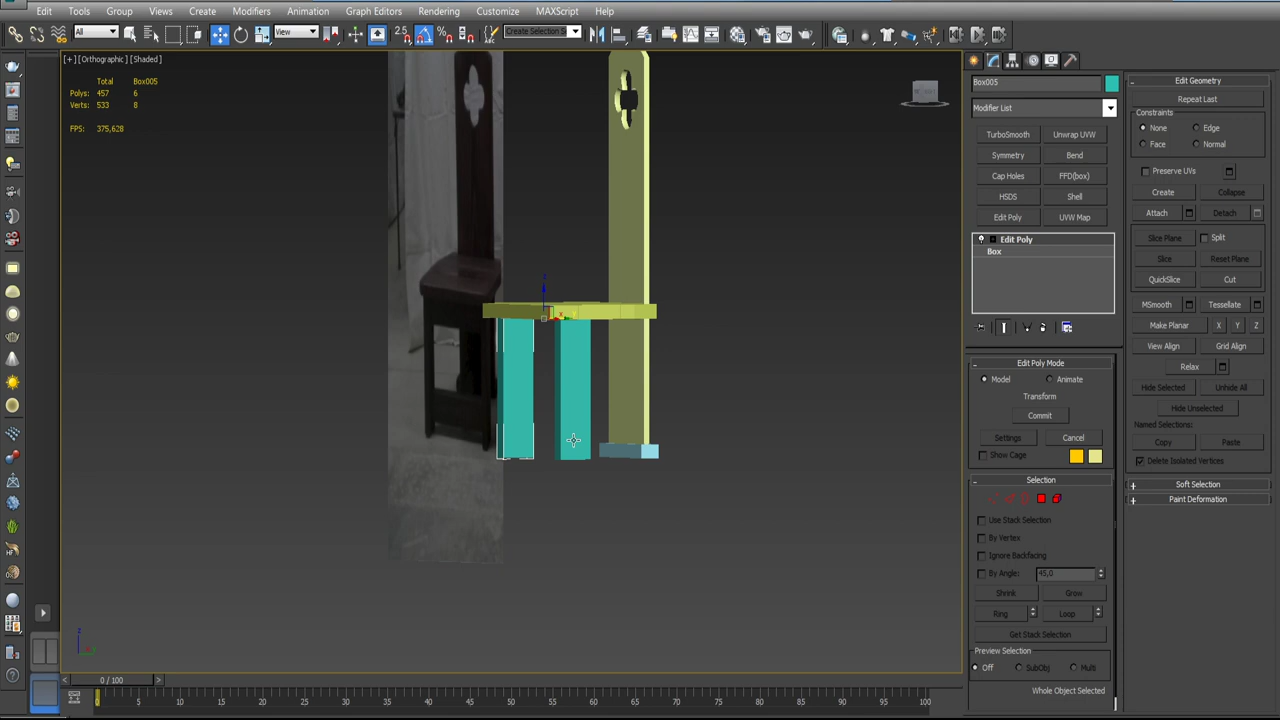 Edit Tools Group Views Create Modifiers Animation Graph Editors Rendering Customize MAXScript Help
All View 2.5 Create Selection S
[+] [Orthographic] [Shaded]
Total Box005
Polys: 457 6
Verts: 533 8
FPS: 375,628
z
z
Box005
Modifier List
TurboSmooth Unwrap UVW
Symmetry Bend
Cap Holes FFD(box)
HSDS Shell
Edit Poly UVW Map
Edit Poly
Box
Edit Poly Mode
Model Animate
Transform
Commit
Settings Cancel
Show Cage
Selection
Use Stack Selection
By Vertex
Ignore Backfacing
By Angle: 45,0
Shrink Grow
Ring Loop
Get Stack Selection
Preview Selection
Off SubObj Multi
Whole Object Selected
Edit Geometry
Repeat Last
Constraints
None Edge
Face Normal
Preserve UVs
Create Collapse
Attach Detach
Slice Plane Split
Slice Reset Plane
QuickSlice Cut
MSmooth Tessellate
Make Planar X Y Z
View Align Grid Align
Relax
Hide Selected Unhide All
Hide Unselected
Named Selections:
Copy Paste
Delete Isolated Vertices
Soft Selection
Paint Deformation
0 / 100
0 5 10 15 20 25 30 35 40 45 50 55 60 65 70 75 80 85 90 95 100